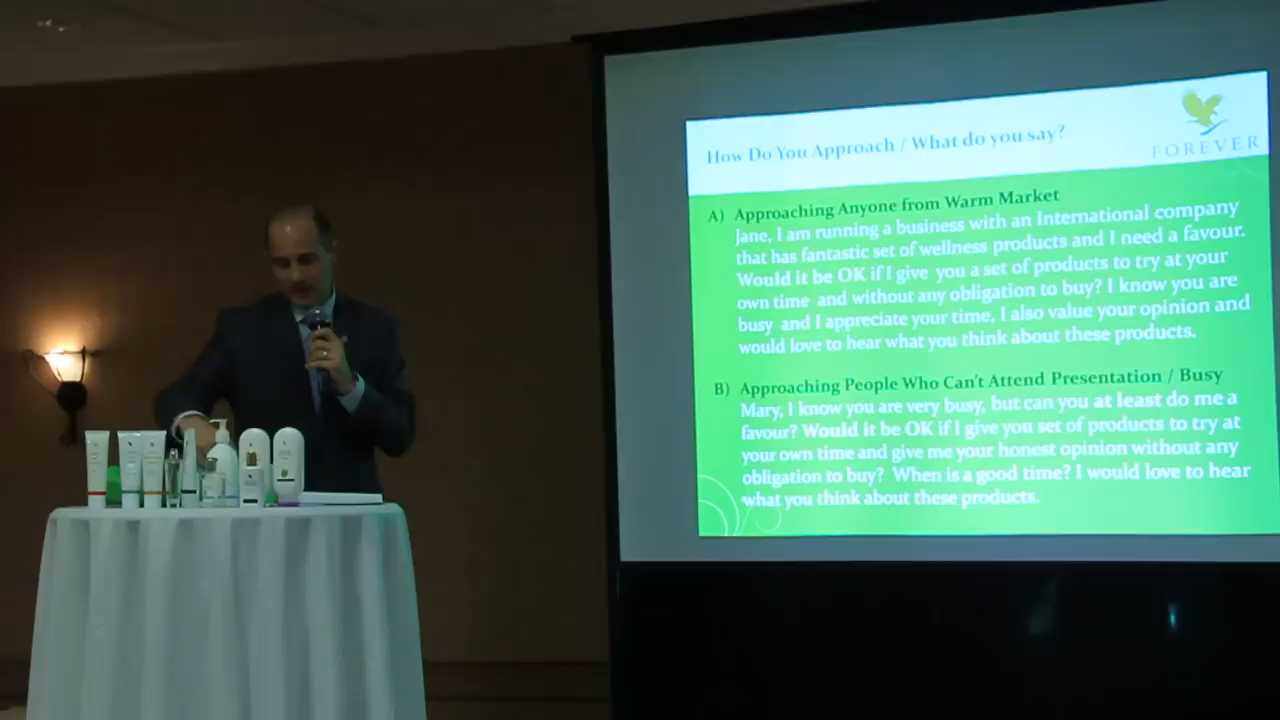 How Do You Approach / What do you say?
FOREVER
A) Approaching Anyone from Warm Market
Jane, I am running a business with an International company
that has fantastic set of wellness products and I need a favour.
Would it be OK if I give you a set of products to try at your
own time and without any obligation to buy? I know you are
busy and I appreciate your time, I also value your opinion and
would love to hear what you think about these products.
B) Approaching People Who Can't Attend Presentation / Busy
Mary, I know you are very busy, but can you at least do me a
favour? Would it be OK if I give you set of products to try at
your own time and give me your honest opinion without any
obligation to buy? When is a good time? I would love to hear
what you think about these products.